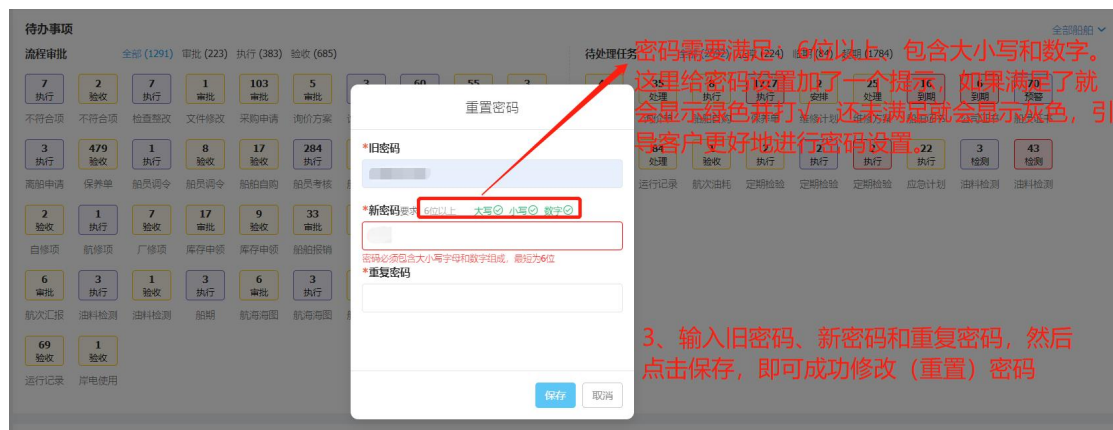 待办事项
全部船舶
流程审批
全部 (1291) 审批 (223) 执行 (383) 验收 (685)
待处理任务
(224)
(84)
(1784)
7 执行
2 验收
7 执行
1 审批
103 审批
5 审批
不符合项 不符合项 检查整改 文件修改 采购申请 询价方案
3 执行
479 验收
1 执行
8 验收
17 验收
284 执行
离船申请 保养单 船员调令 船员调令 船舶自购 船员考核
2 验收
1 执行
7 验收
17 审批
9 验收
33 审批
自修项 航修项 厂修项 库存申领 库存申领 船舶报销
6 审批
3 执行
1 验收
3 执行
6 审批
3 执行
航次汇报 油料检测 油料检测 船期 航海海图 航海海图
69 验收
1 验收
运行记录 岸电使用
重置密码
*旧密码
*新密码要求 6位以上 大写 小写 数字
密码必须包含大小写字母和数字组成，最短为6位
*重复密码
保存 取消
密码需要满足：6位以上，包含大小写和数字。
这里给密码设置加了一个提示，如果满足了就
会显示绿色并打√，还不满足就会显示灰色，引
导客户更好地进行密码设置。
22 执行
3 检测
43 检测
运行记录 航次油耗 定期检验 定期检验 定期检验 应急计划 油料检测 油料检测
3、输入旧密码、新密码和重复密码，然后
点击保存，即可成功修改（重置）密码